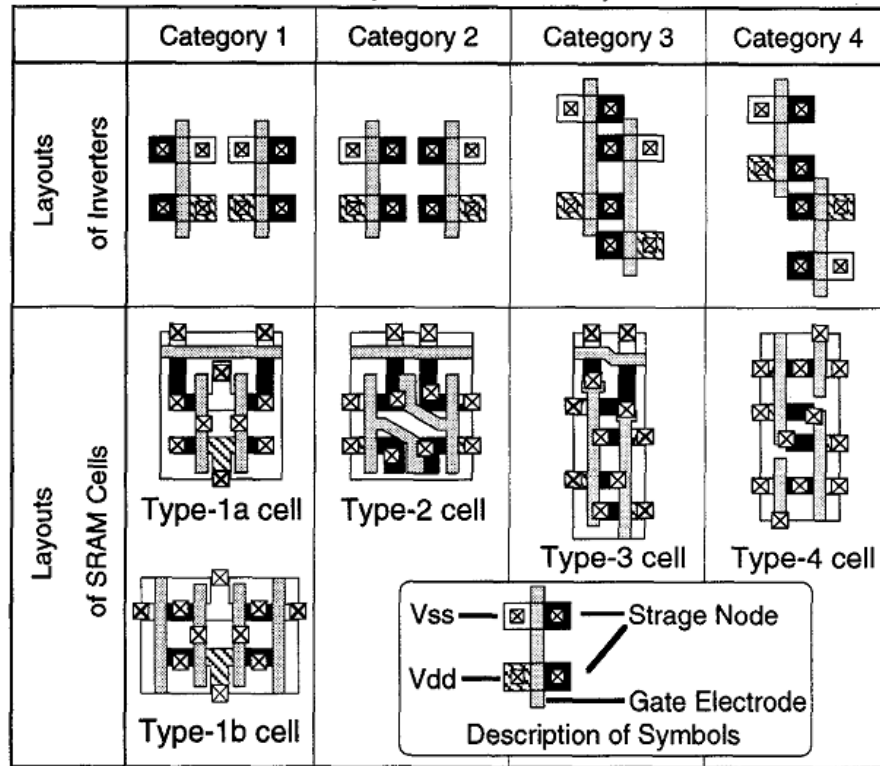 Category 1 Category 2 Category 3 Category 4
Layouts
of Inverters
Layouts
of SRAM Cells
Type-1a cell Type-2 cell
Type-3 cell Type-4 cell
Type-1b cell
Vss Strage Node
Vdd
Gate Electrode
Description of Symbols